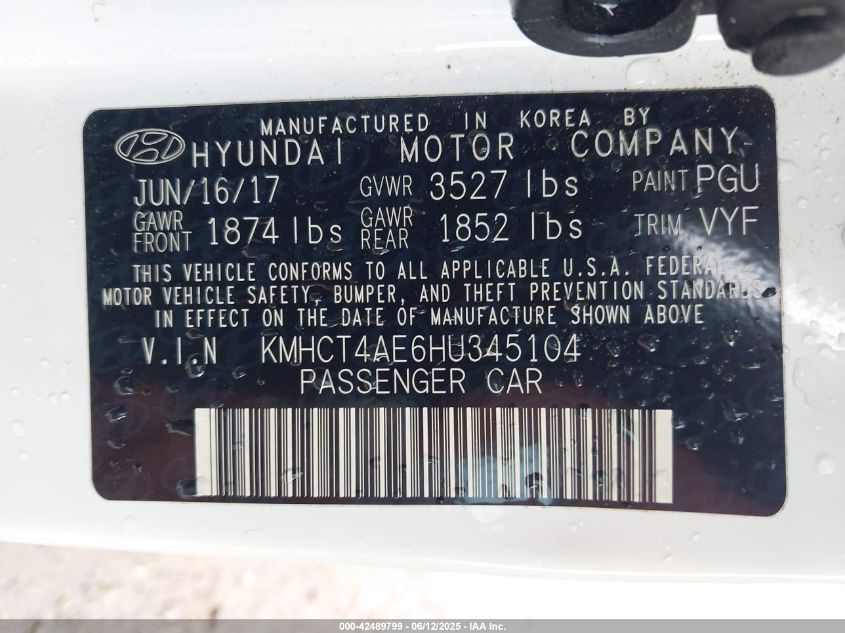 MANUFACTURED IN KOREA BY
HYUNDAI MOTOR COMPANY
JUN/16/17 GVWR 3527 lbs PAINT PGU
GAWR FRONT 1874 lbs GAWR REAR 1852 lbs TRIM VYF
THIS VEHICLE CONFORMS TO ALL APPLICABLE U.S.A. FEDERAL
MOTOR VEHICLE SAFETY, BUMPER, AND THEFT PREVENTION STANDARDS
IN EFFECT ON THE DATE OF MANUFACTURE SHOWN ABOVE
V.I.N KMHCT4AE6HU345104
PASSENGER CAR
000-42489799 - 06/12/2025 - IAA Inc.